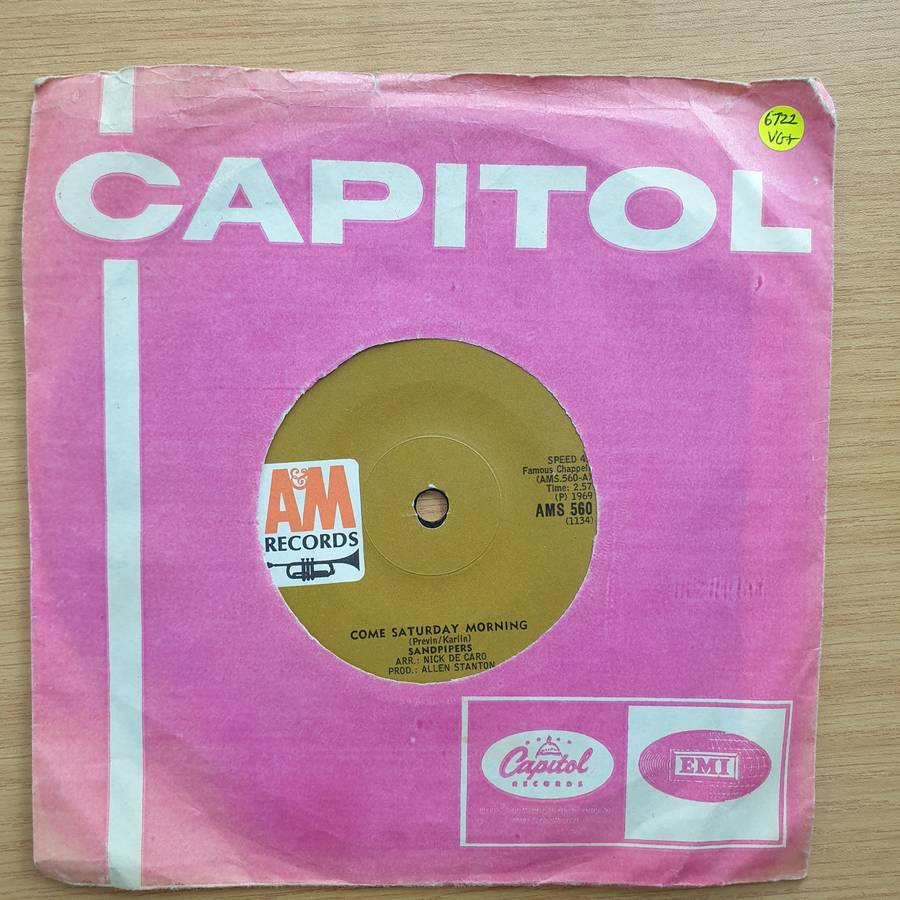 6722
VG+
CAPITOL
A&M
RECORDS
SPEED 4
Famous Chappel
(AMS.560-A)
Time: 2.57
(P) 1969
AMS 560
(1134)
COME SATURDAY MORNING
(Previn/Karlin)
SANDPIPERS
ARR.: NICK DE CARO
PROD.: ALLEN STANTON
Capitol
RECORDS
EMI